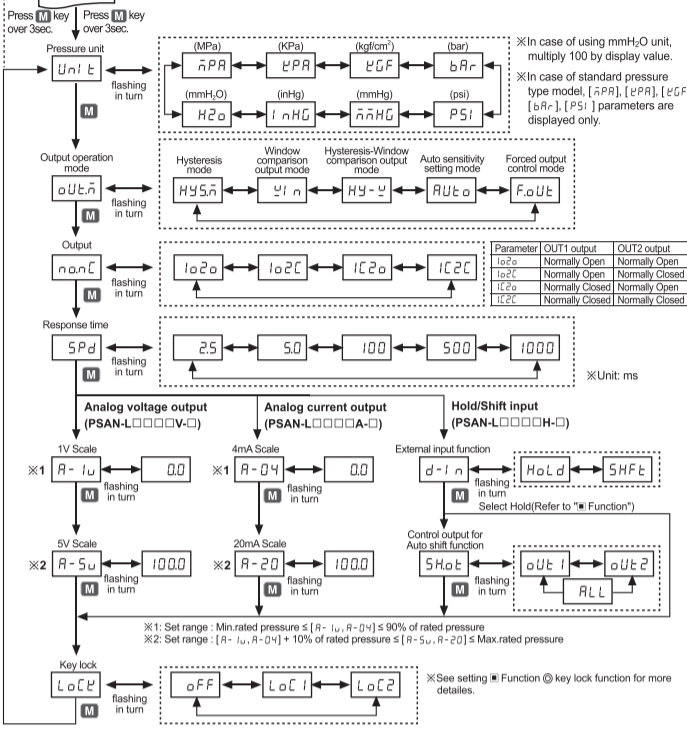 Press M key over 3sec.
Press M key over 3sec.
Pressure unit
Unit
flashing in turn
M
(MPa)
(KPa)
(kgf/cm²)
(bar)
MPA
KPA
KGF
bAr
(mmH₂O)
(inHg)
(mmHg)
(psi)
H2o
InHG
MMHG
PSI
※In case of using mmH₂O unit, multiply 100 by display value.
※In case of standard pressure type model, [MPA], [KPA], [KGF
[bAr], [PSI] parameters are displayed only.
Output operation mode
oUt.M
flashing in turn
M
Hysteresis mode
Window comparison output mode
Hysteresis-Window comparison output mode
Auto sensitivity setting mode
Forced output control mode
HYS.M
WIn
HY-W
AUto
F.oUt
Output
no.nC
flashing in turn
M
1o2o
1o2C
1C2o
1C2C
Parameter OUT1 output OUT2 output
1o2o Normally Open Normally Open
1o2C Normally Open Normally Closed
1C2o Normally Closed Normally Open
1C2C Normally Closed Normally Closed
Response time
SPd
flashing in turn
M
2.5
5.0
100
500
1000
※Unit: ms
Analog voltage output
(PSAN-L□□□□V-□)
Analog current output
(PSAN-L□□□□A-□)
Hold/Shift input
(PSAN-L□□□□H-□)
1V Scale
※1 A-1v 0.0
flashing in turn
M
4mA Scale
※1 A-04 0.0
flashing in turn
M
External input function
d-In
flashing in turn
M
HoLd
SHFt
Select Hold(Refer to "▣ Function")
5V Scale
※2 A-5v 100.0
flashing in turn
M
20mA Scale
※2 A-20 100.0
flashing in turn
M
Control output for Auto shift function
SH.ot
flashing in turn
M
oUt1
oUt2
ALL
※1: Set range : Min.rated pressure ≤ [A-1v, A-04] ≤ 90% of rated pressure
※2: Set range : [A-1v, A-04] + 10% of rated pressure ≤ [A-5v, A-20] ≤ Max.rated pressure
Key lock
LoCK
flashing in turn
M
oFF
LoC1
LoC2
※See setting ▣ Function ◎ key lock function for more detailes.